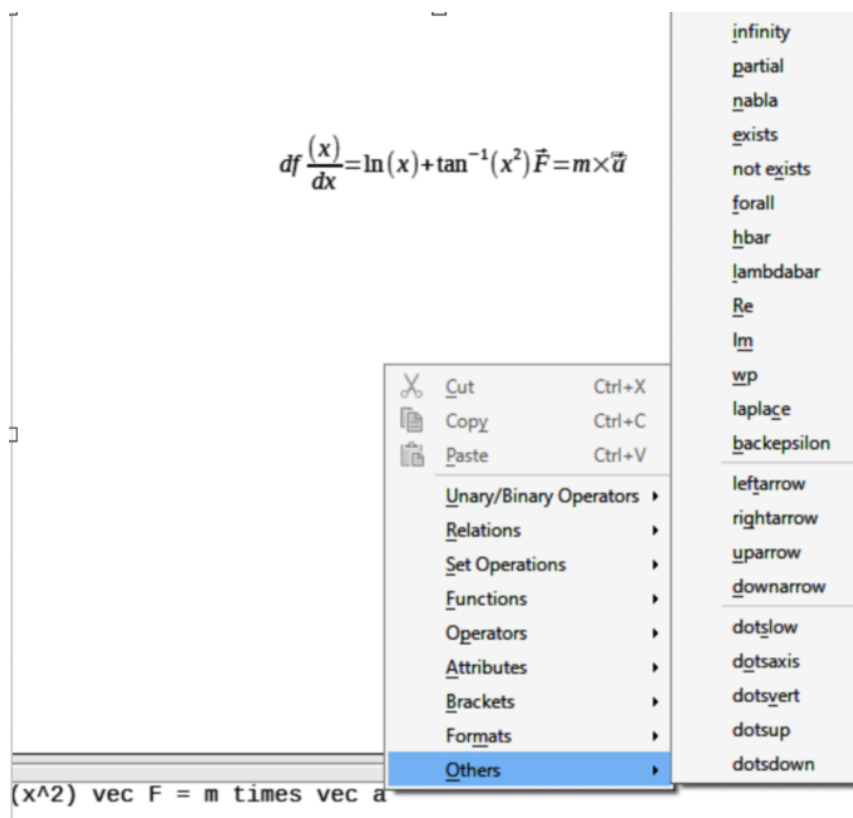 infinity
partial
nabla
exists
not exists
forall
hbar
lambdabar
Re
Im
wp
laplace
backepsilon
leftarrow
rightarrow
uparrow
downarrow
dotslow
dotsaxis
dotsvert
dotsup
dotsdown
df (x)/dx=ln(x)+tan⁻¹(x²)F⃗=m×a⃗
Cut Ctrl+X
Copy Ctrl+C
Paste Ctrl+V
Unary/Binary Operators
Relations
Set Operations
Functions
Operators
Attributes
Brackets
Formats
Others
(x^2) vec F = m times vec a